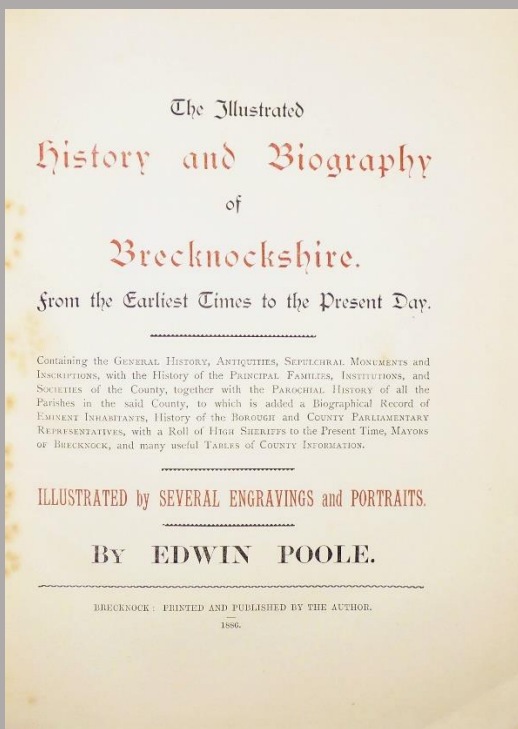 The Illustrated
History and Biography
of
Brecknockshire.
From the Earliest Times to the Present Day.
Containing the GENERAL HISTORY, ANTIQUITIES, SEPULCHRAL MONUMENTS and
INSCRIPTIONS, with the History of the PRINCIPAL FAMILIES, INSTITUTIONS, and
SOCIETIES of the County, together with the PAROCHIAL HISTORY of all the
Parishes in the said County, to which is added a Biographical Record of
EMINENT INHABITANTS, History of the BOROUGH and COUNTY PARLIAMENTARY
REPRESENTATIVES, with a Roll of HIGH SHERIFFS to the Present Time, MAYORS
OF BRECKNOCK, and many useful TABLES OF COUNTY INFORMATION.
ILLUSTRATED by SEVERAL ENGRAVINGS and PORTRAITS.
BY EDWIN POOLE.
BRECKNOCK: PRINTED AND PUBLISHED BY THE AUTHOR.
1886.